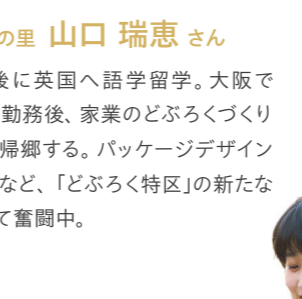 の里 山口 瑞恵 さん
後に英国へ語学留学。大阪で
勤務後、家業のどぶろくづくり
帰郷する。パッケージデザイン
など、「どぶろく特区」の新たな
て奮闘中。